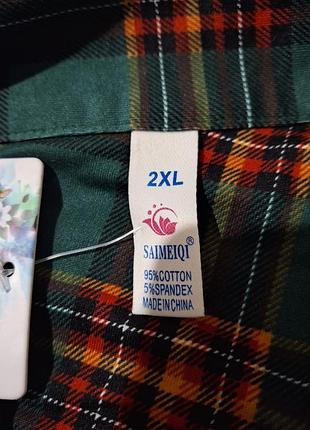 2XL
SAIMEIQI®
95%COTTON
5%SPANDEX
MADE IN CHINA